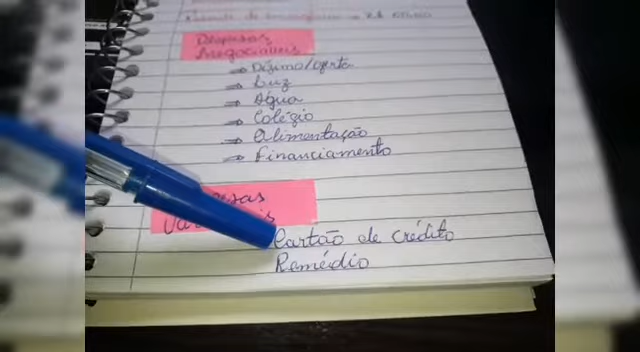 Despesas
Inegociáveis
⇒ Dízimo/oferta
⇒ Luz
⇒ Água
⇒ Colégio
⇒ Alimentação
⇒ Financiamento
Cartão de crédito
Remédio